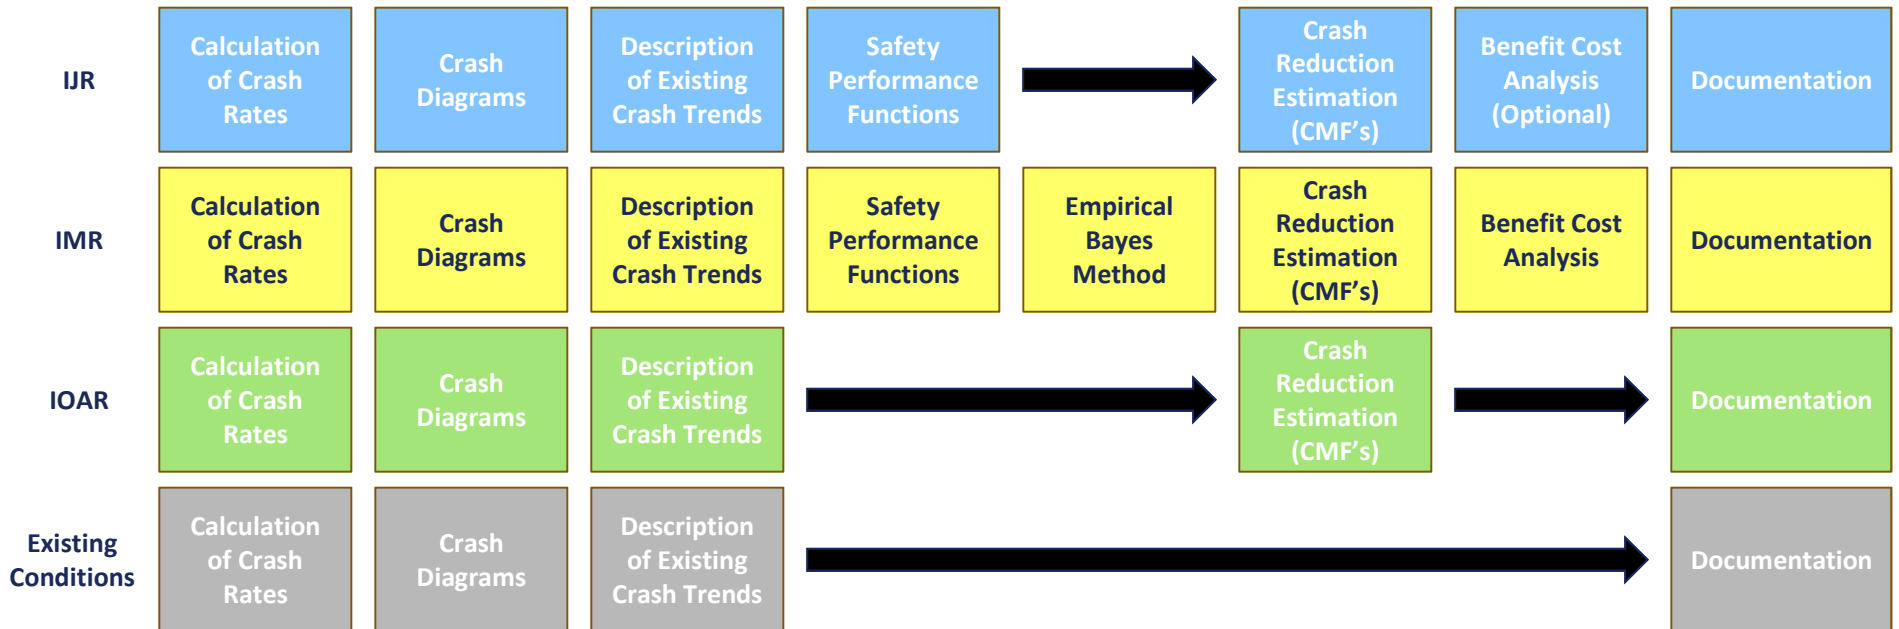 IJR
Calculation
of Crash
Rates
Crash
Diagrams
Description
of Existing
Crash Trends
Safety
Performance
Functions
Crash
Reduction
Estimation
(CMF’s)
Benefit Cost
Analysis
(Optional)
Documentation
IMR
Calculation
of Crash
Rates
Crash
Diagrams
Description
of Existing
Crash Trends
Safety
Performance
Functions
Empirical
Bayes
Method
Crash
Reduction
Estimation
(CMF’s)
Benefit Cost
Analysis
Documentation
IOAR
Calculation
of Crash
Rates
Crash
Diagrams
Description
of Existing
Crash Trends
Crash
Reduction
Estimation
(CMF’s)
Documentation
Existing
Conditions
Calculation
of Crash
Rates
Crash
Diagrams
Description
of Existing
Crash Trends
Documentation